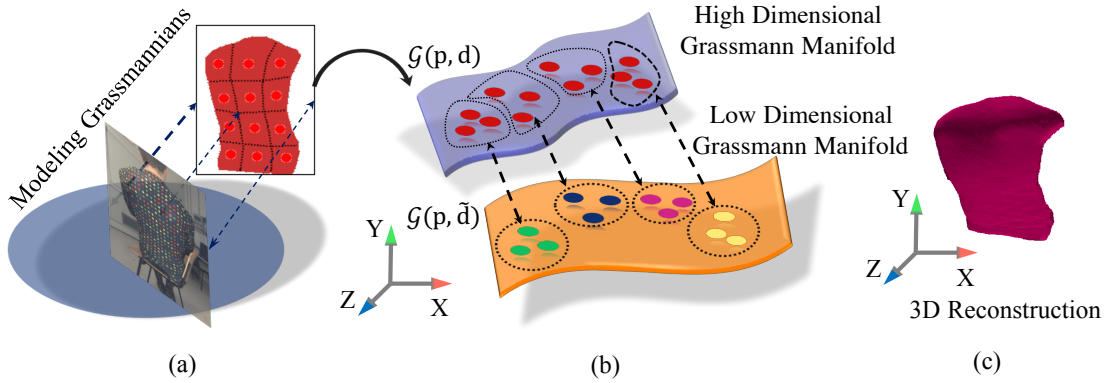 Modeling Grassmannians
𝒢(p, d)
High Dimensional
Grassmann Manifold
Low Dimensional
Grassmann Manifold
𝒢(p, d̃)
Y
X
Z
Y
X
Z
3D Reconstruction
(a)
(b)
(c)